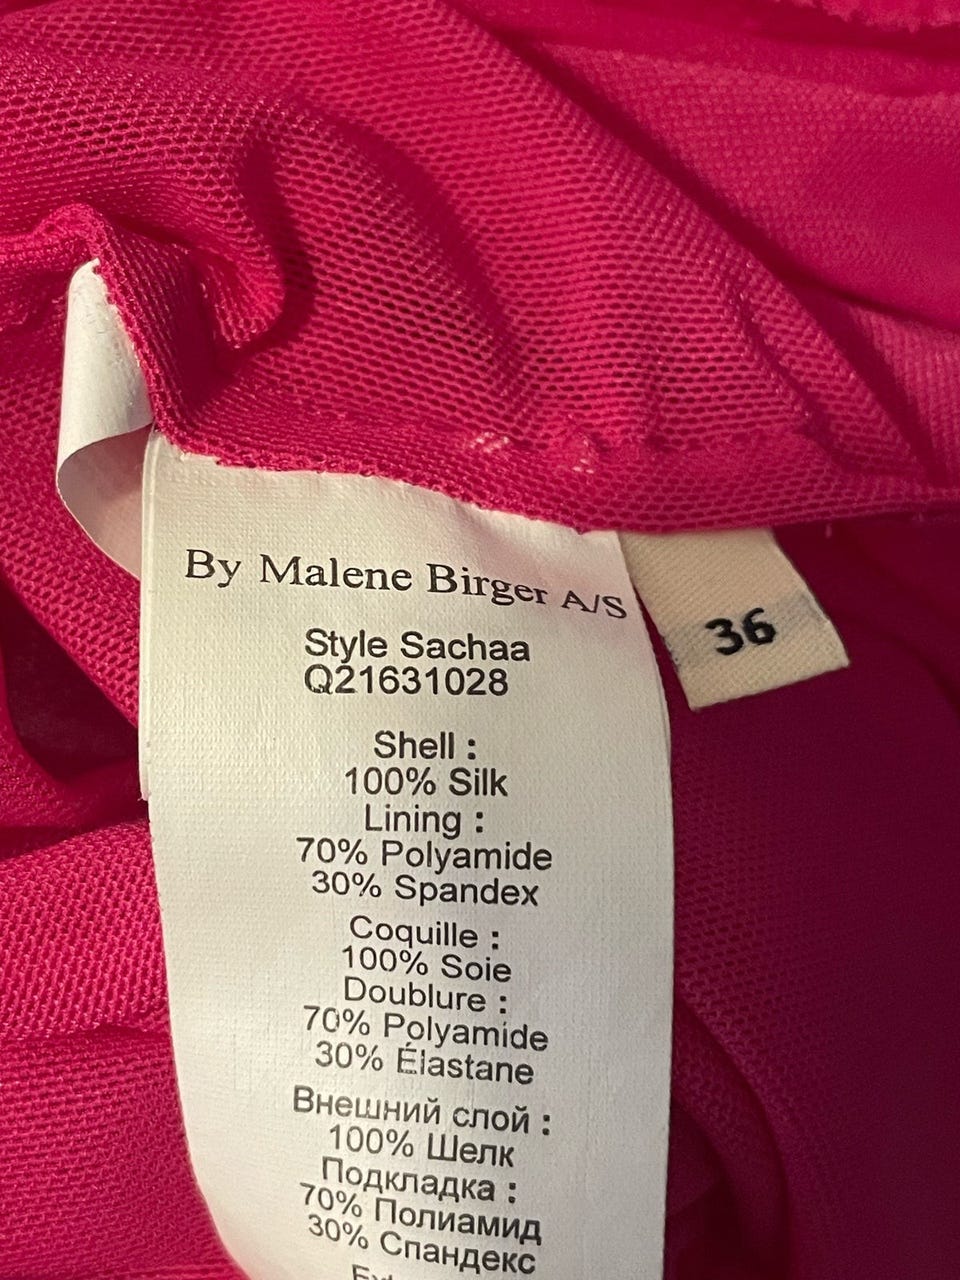 By Malene Birger A/S
36
Style Sachaa
Q21631028
Shell :
100% Silk
Lining :
70% Polyamide
30% Spandex
Coquille :
100% Soie
Doublure :
70% Polyamide
30% Élastane
Внешний слой :
100% Шелк
Подкладка :
70% Полиамид
30% Спандекс